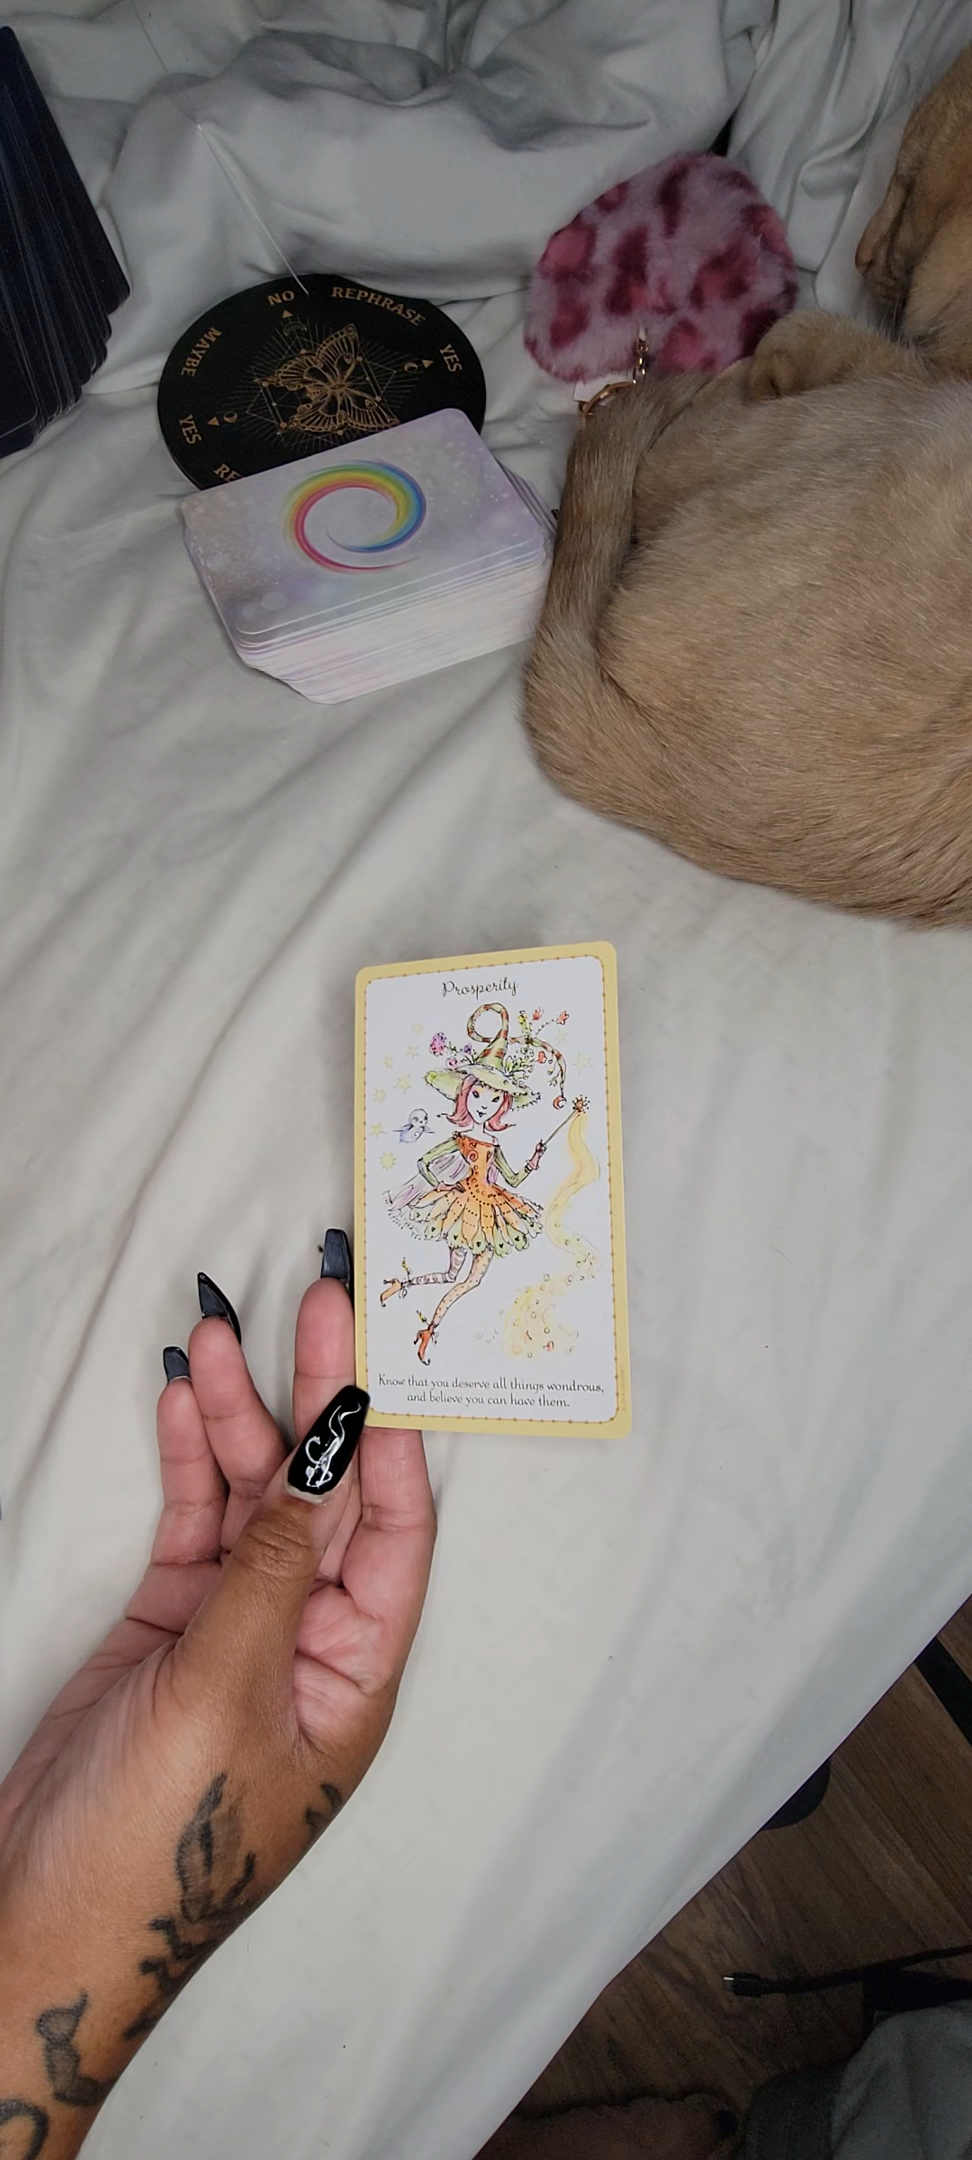 NO
REPHRASE
YES
MAYBE
YES
RE
Prosperity
Know that you deserve all things wondrous,
and believe you can have them.